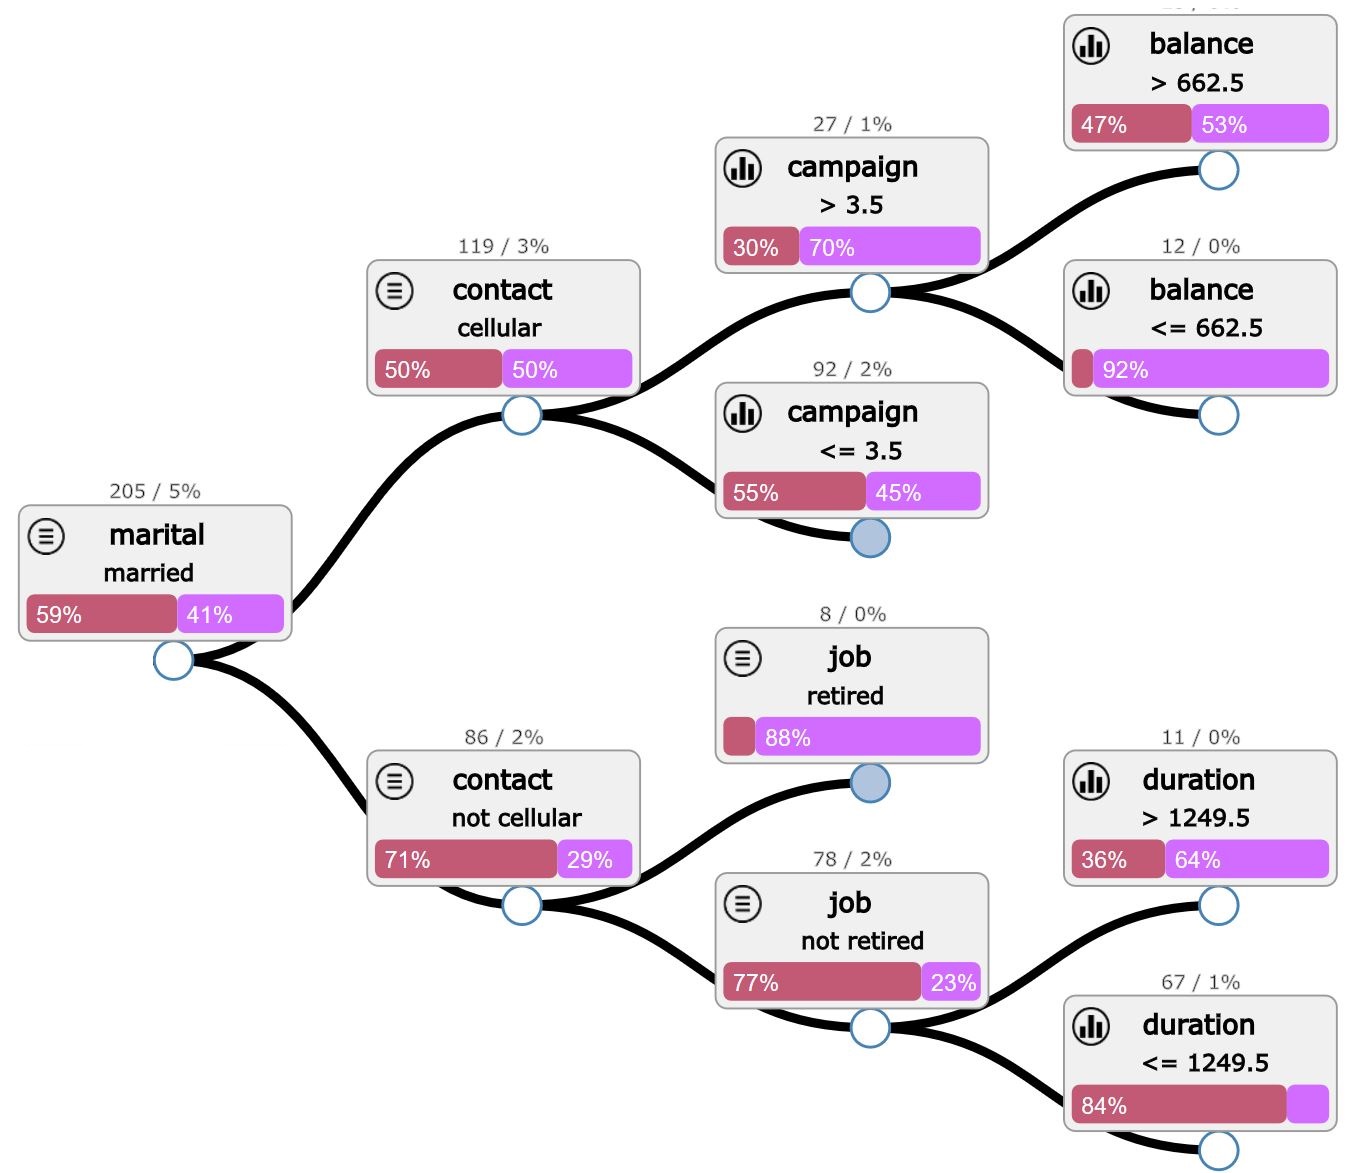 balance
> 662.5
47% 53%
27 / 1%
campaign
> 3.5
30% 70%
119 / 3%
contact
cellular
50% 50%
12 / 0%
balance
<= 662.5
92%
92 / 2%
campaign
<= 3.5
55% 45%
205 / 5%
marital
married
59% 41%
8 / 0%
job
retired
88%
86 / 2%
contact
not cellular
71% 29%
11 / 0%
duration
> 1249.5
36% 64%
78 / 2%
job
not retired
77% 23%
67 / 1%
duration
<= 1249.5
84%